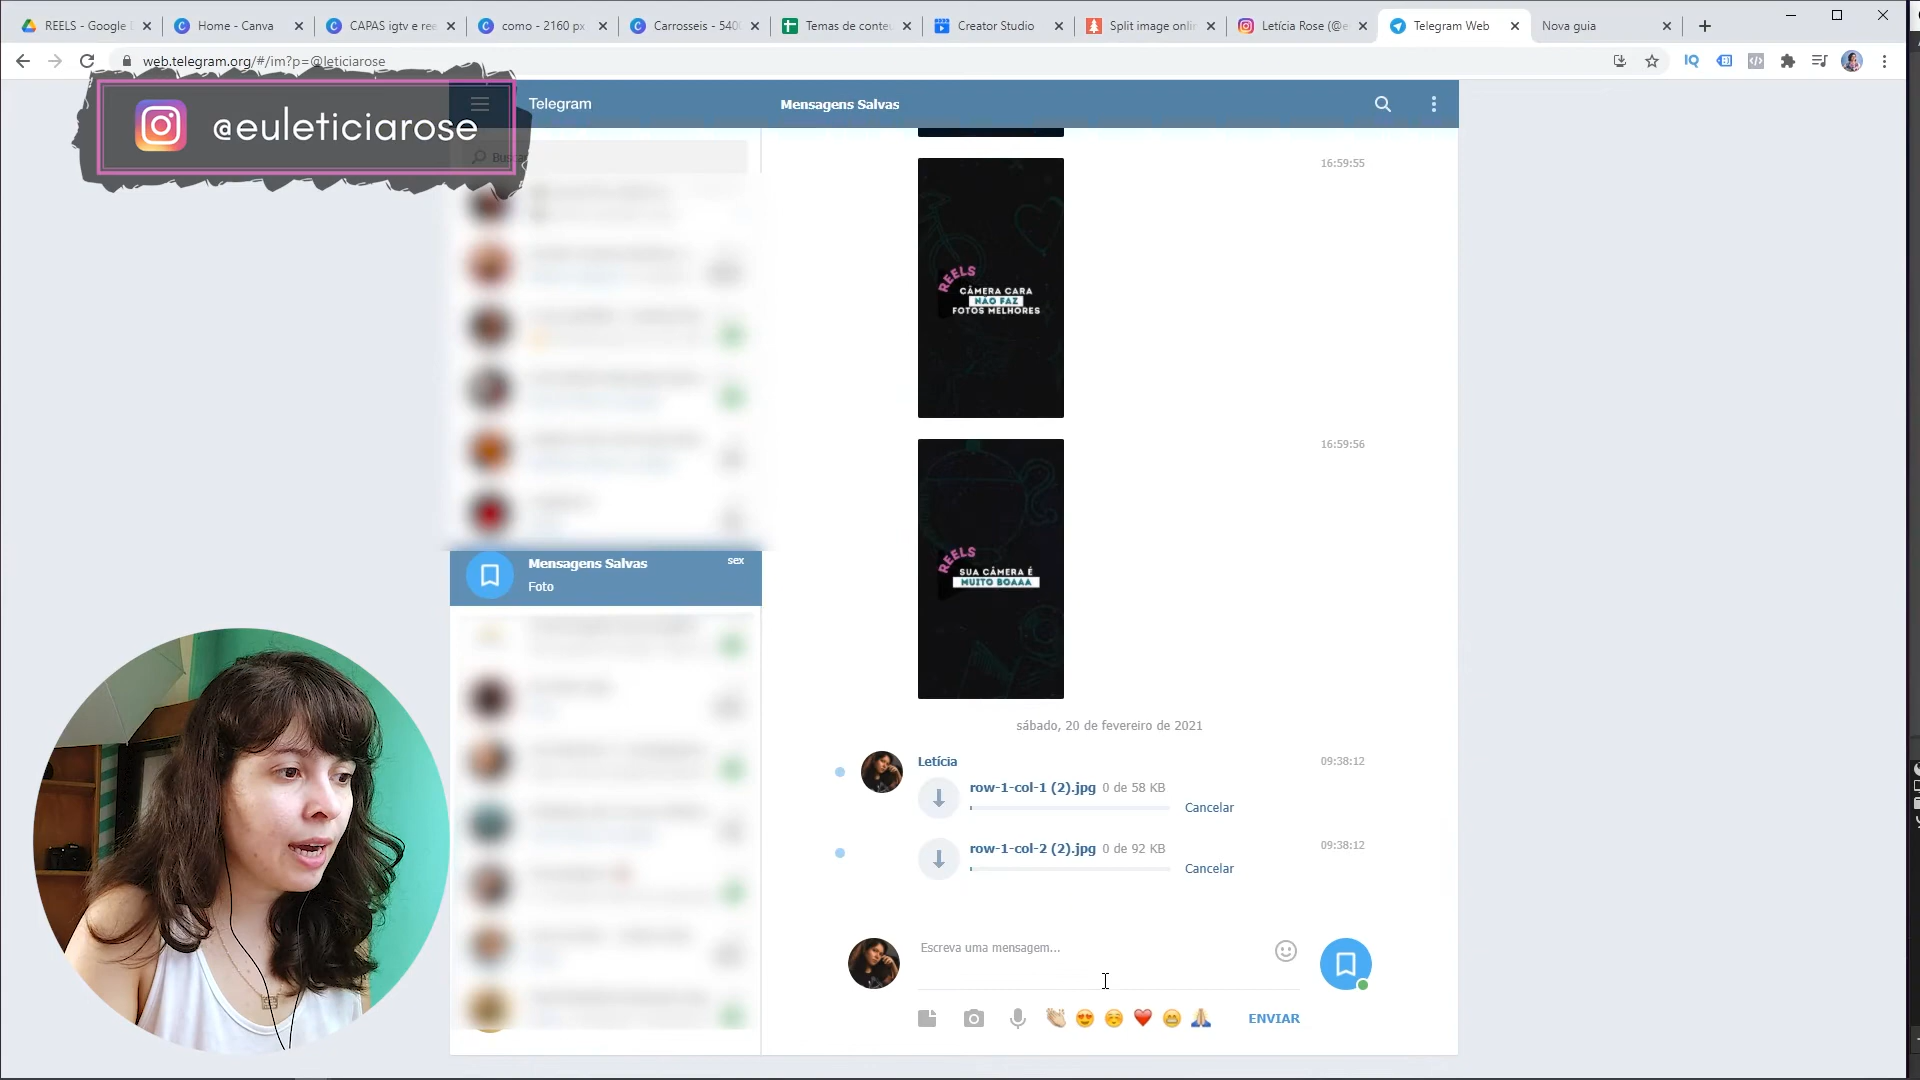 REELS - Google
Home - Canva
CAPAS igtv e ree
como - 2160 px
Carrosseis - 5400
Temas de conteú
Creator Studio
Split image onlin
Letícia Rose (@e
Telegram Web
Nova guia
web.telegram.org/#/im?p=@leticiarose
@euleticiarose
Telegram
Mensagens Salvas
Busca
16:59:55
REELS
CÂMERA CARA
NÃO FAZ
FOTOS MELHORES
16:59:56
REELS
SUA CÂMERA É
MUITO BOAAA
Mensagens Salvas
sex
Foto
sábado, 20 de fevereiro de 2021
Letícia
09:38:12
row-1-col-1 (2).jpg 0 de 58 KB
Cancelar
row-1-col-2 (2).jpg 0 de 92 KB
09:38:12
Cancelar
Escreva uma mensagem...
ENVIAR